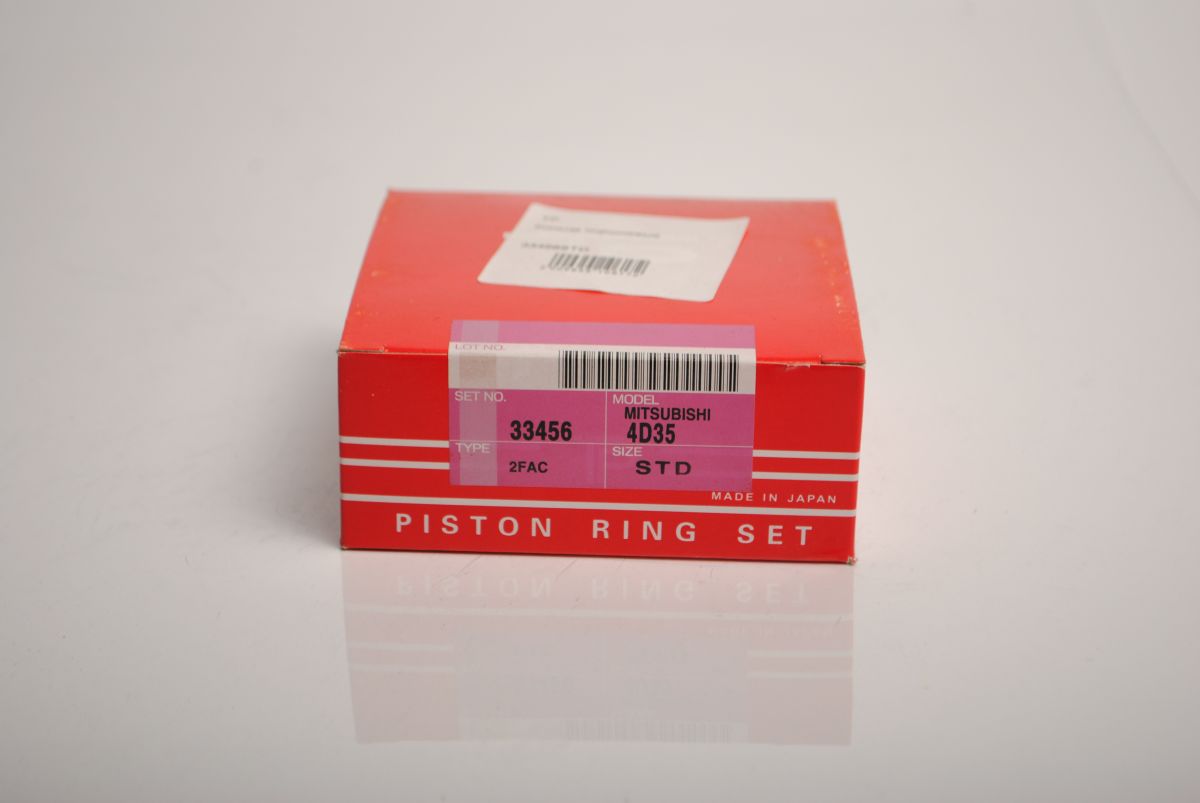 LOT NO.
SET NO.
33456
MODEL
MITSUBISHI
4D35
TYPE
2FAC
SIZE
STD
MADE IN JAPAN
PISTON RING SET